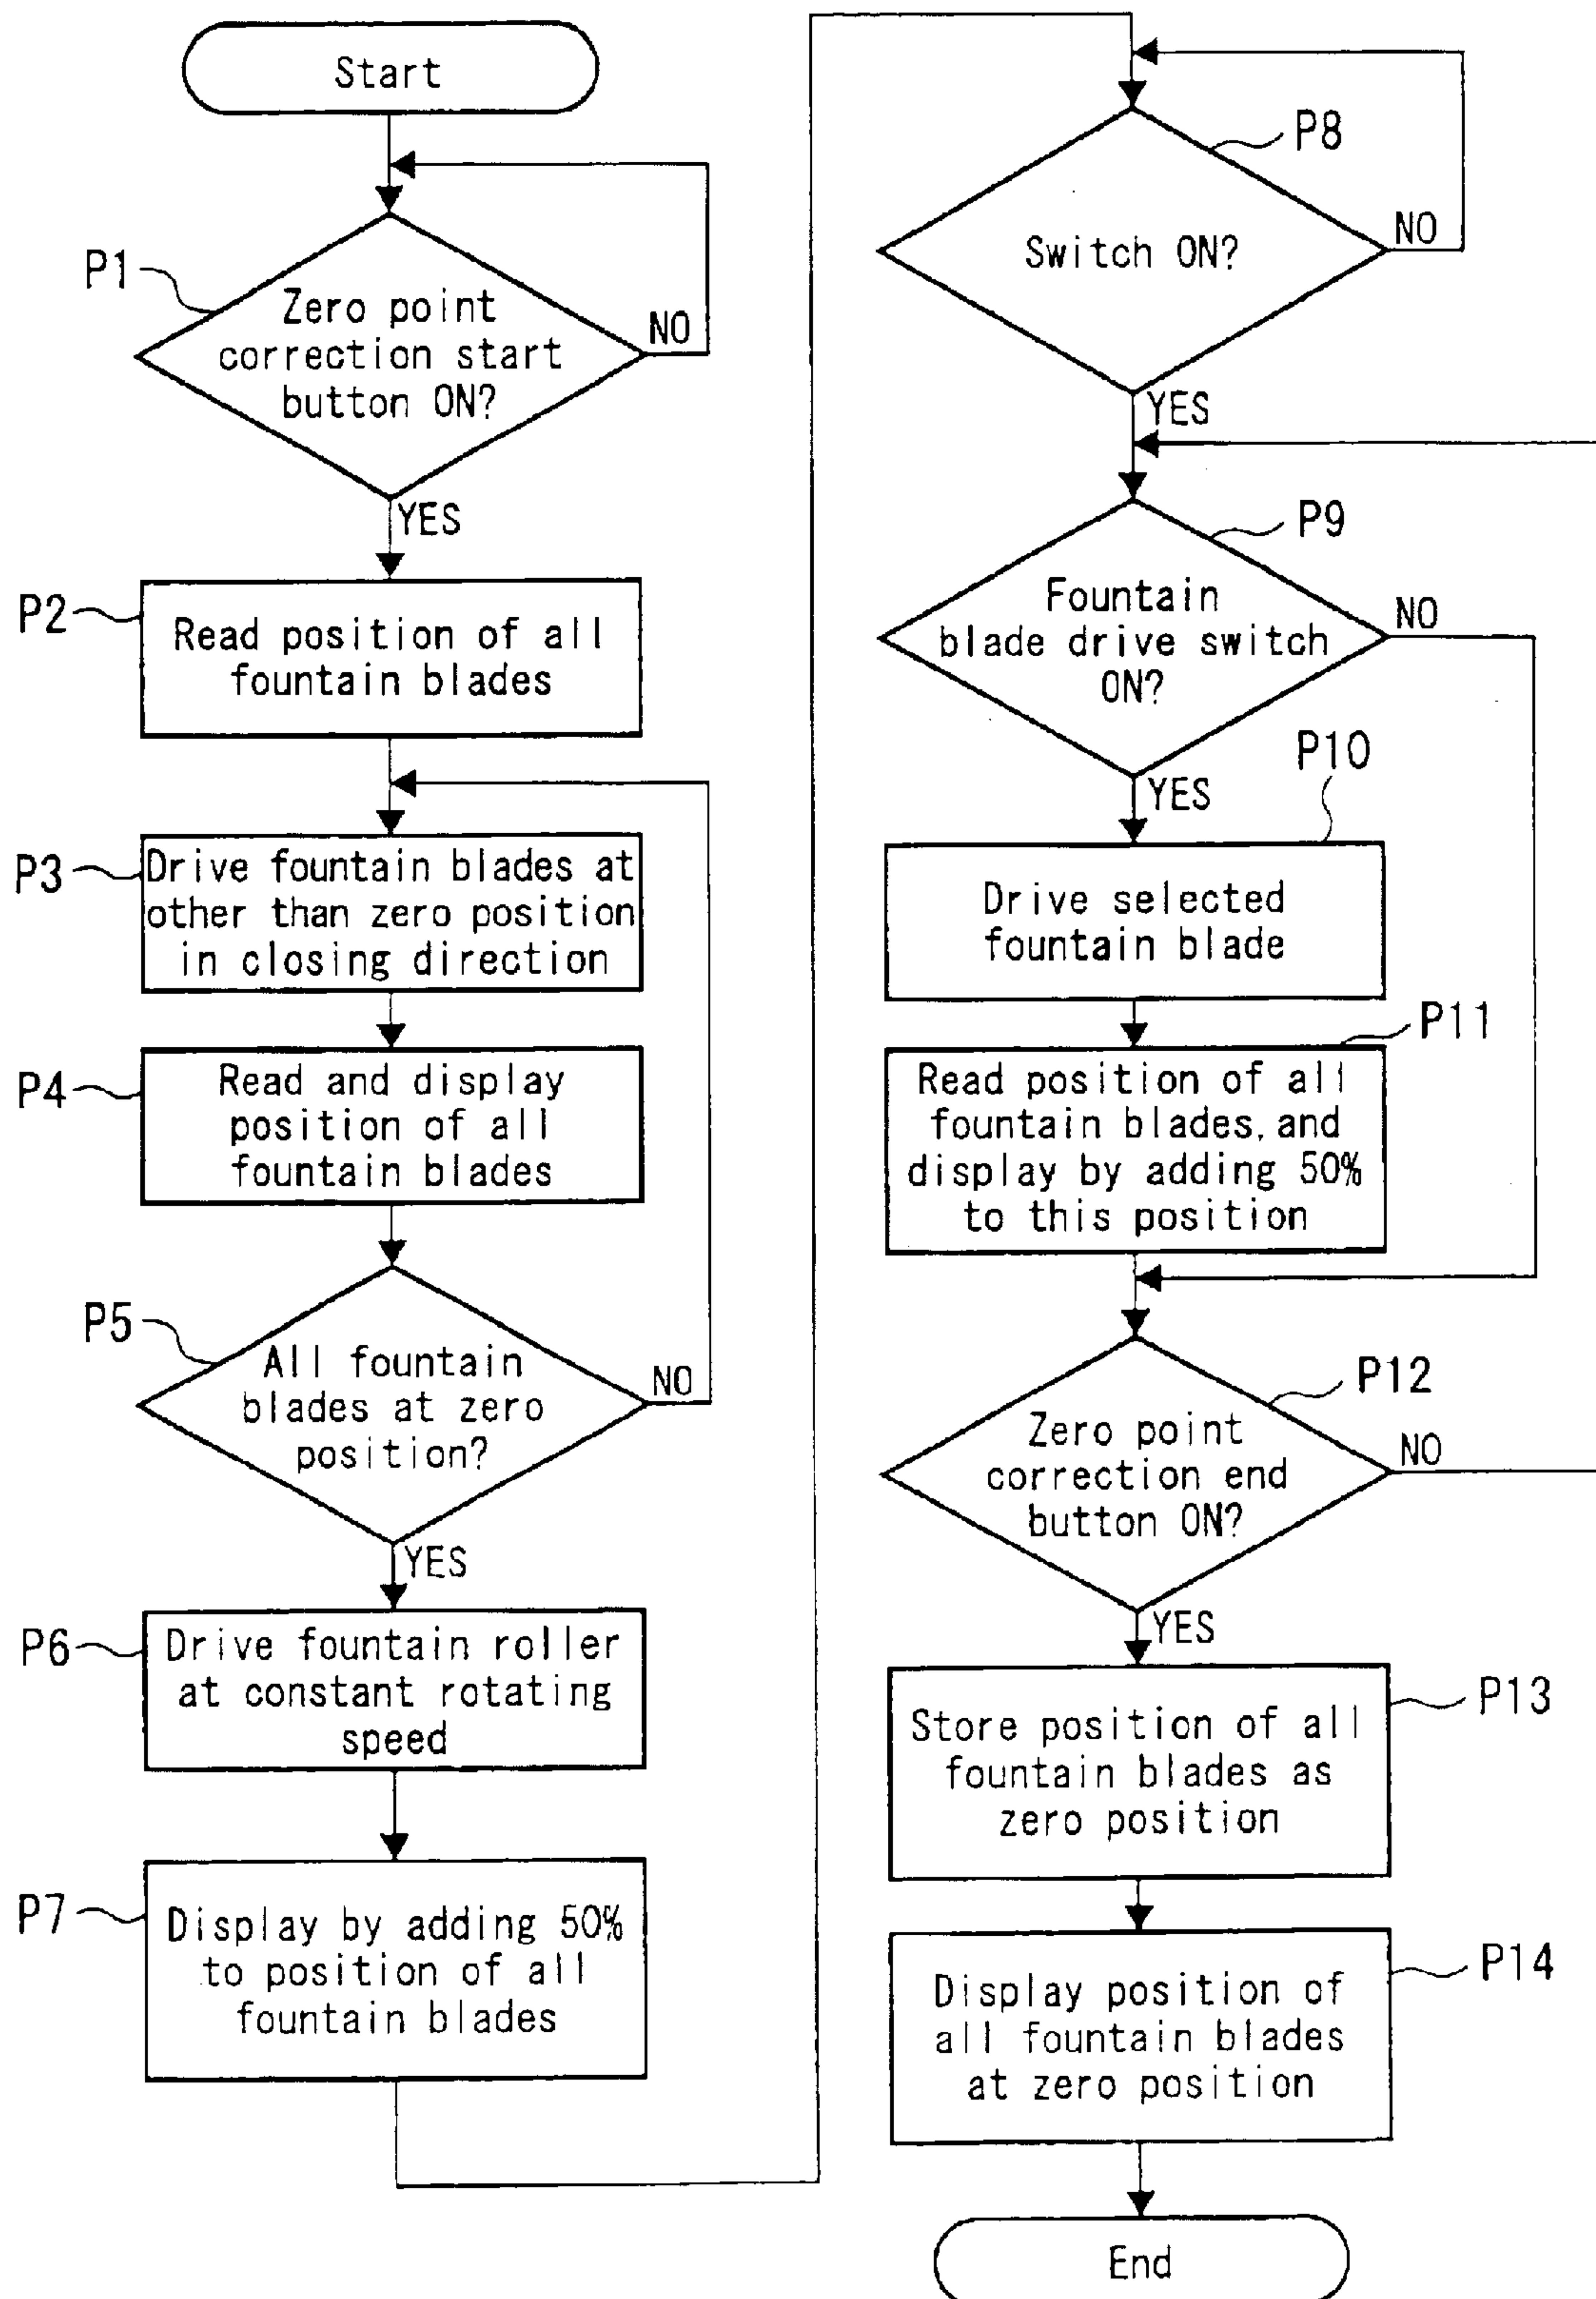 Start
P1
Zero point
correction start
button ON?
NO
YES
P2
Read position of all
fountain blades
P3
Drive fountain blades at
other than zero position
in closing direction
P4
Read and display
position of all
fountain blades
P5
All fountain
blades at zero
position?
NO
YES
P6
Drive fountain roller
at constant rotating
speed
P7
Display by adding 50%
to position of all
fountain blades
P8
Switch ON?
NO
YES
P9
Fountain
blade drive switch
ON?
NO
YES
P10
Drive selected
fountain blade
P11
Read position of all
fountain blades, and
display by adding 50%
to this position
P12
Zero point
correction end
button ON?
NO
YES
P13
Store position of all
fountain blades as
zero position
P14
Display position of
all fountain blades
at zero position
End